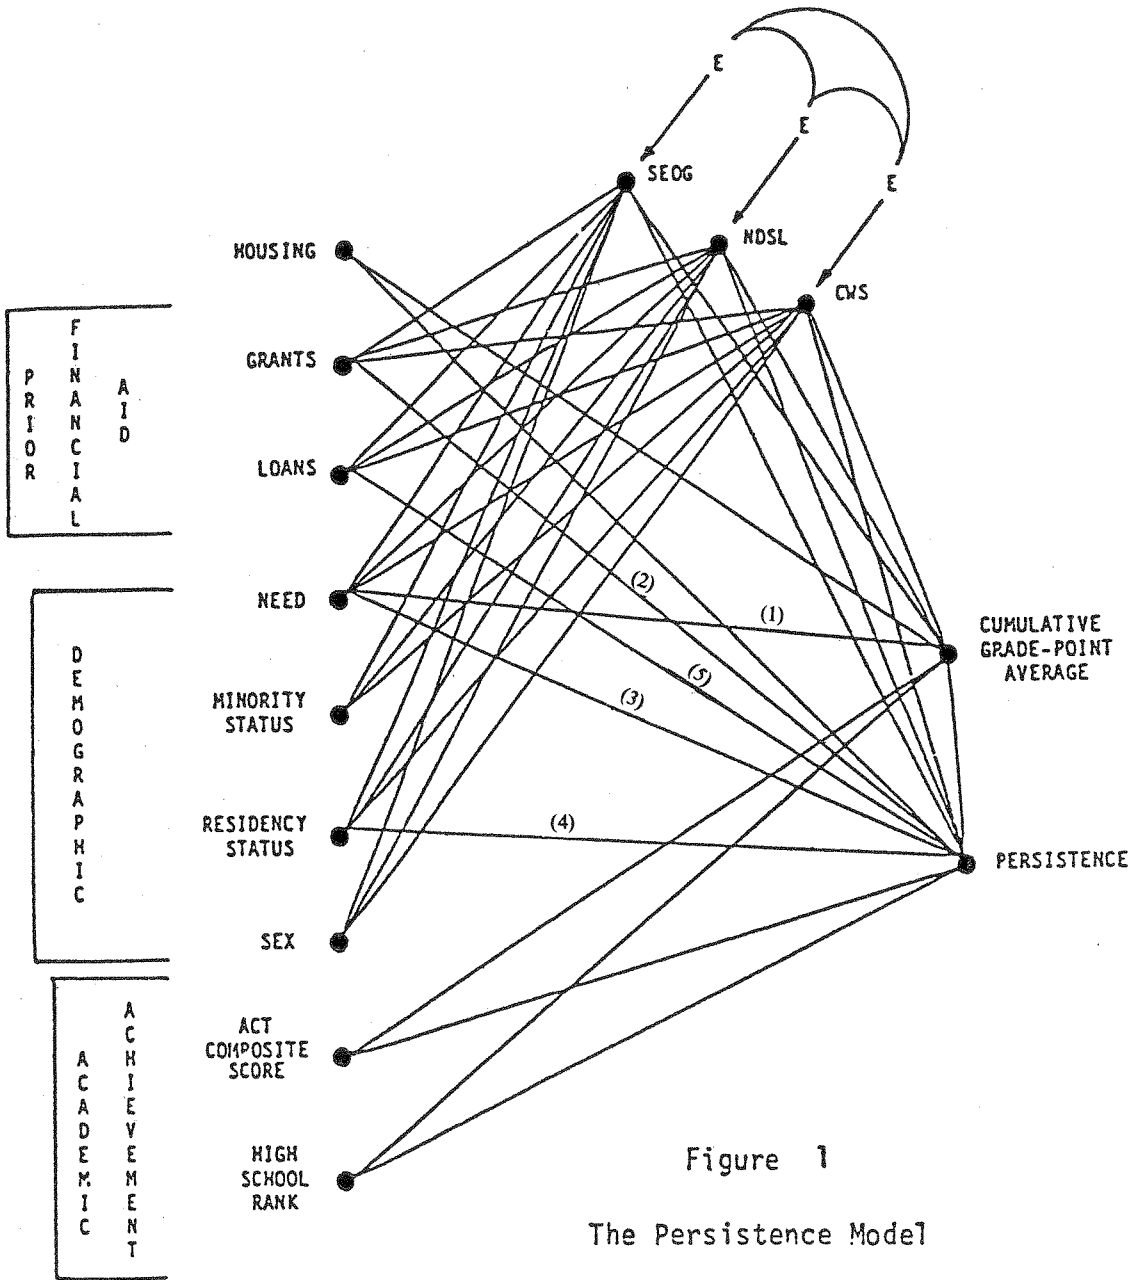 E
E
E
SEOG
NDSL
CWS
HOUSING
GRANTS
LOANS
NEED
MINORITY
STATUS
RESIDENCY
STATUS
SEX
ACT
COMPOSITE
SCORE
HIGH
SCHOOL
RANK
PRIOR
FINANCIAL
AID
DEMOGRAPHIC
ACADEMIC
ACHIEVEMENT
(2)
(1)
(5)
(3)
(4)
CUMULATIVE
GRADE-POINT
AVERAGE
PERSISTENCE
Figure 1
The Persistence Model